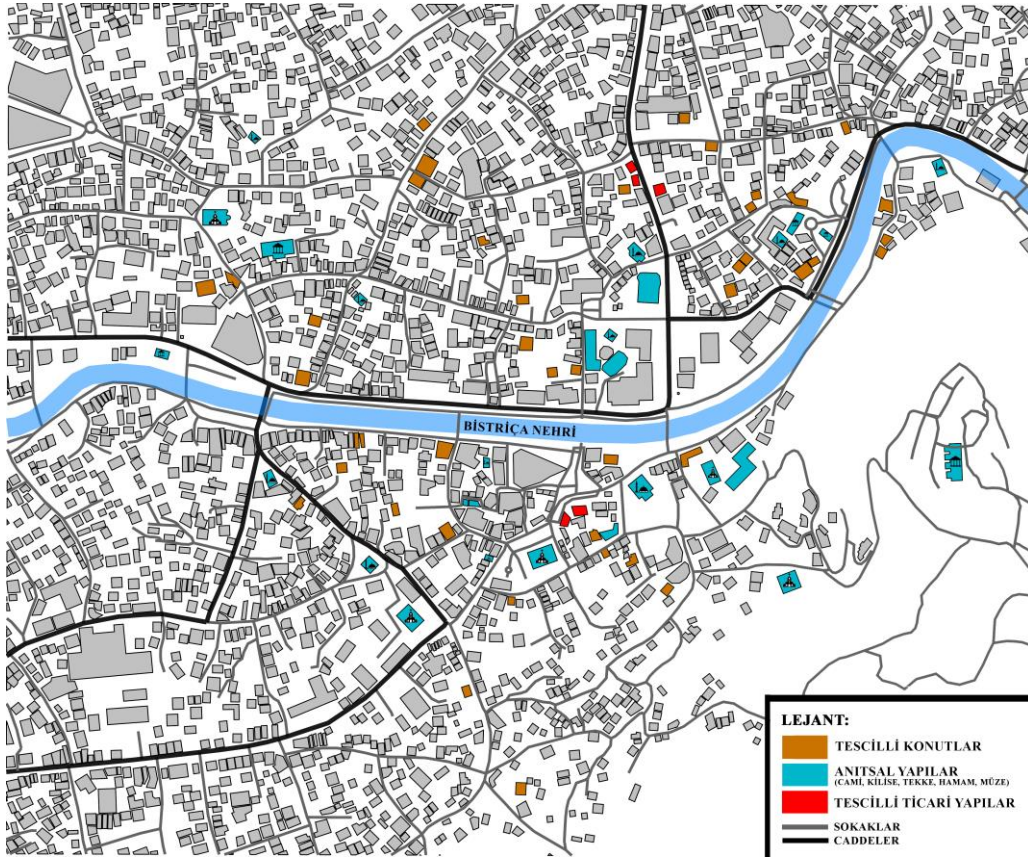 BİSTRİÇA NEHRİ
LEJANT:
TESCİLLİ KONUTLAR
ANITSAL YAPILAR
(CAMİ, KİLİSE, TEKKE, HAMAM, MÜZE)
TESCİLLİ TİCARİ YAPILAR
SOKAKLAR
CADDELER